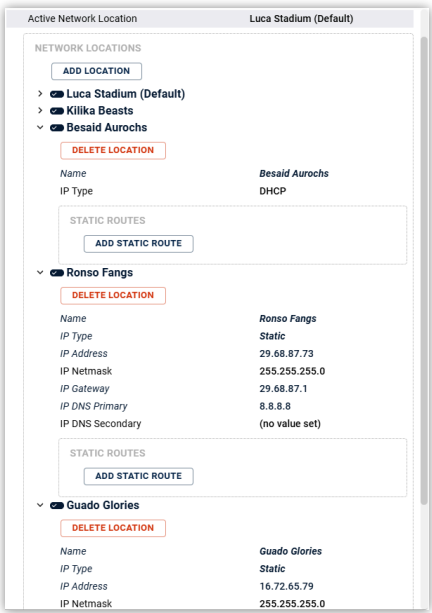 Active Network Location Luca Stadium (Default)
NETWORK LOCATIONS
ADD LOCATION
Luca Stadium (Default)
Kilika Beasts
Besaid Aurochs
DELETE LOCATION
Name Besaid Aurochs
IP Type DHCP
STATIC ROUTES
ADD STATIC ROUTE
Ronso Fangs
DELETE LOCATION
Name Ronso Fangs
IP Type Static
IP Address 29.68.87.73
IP Netmask 255.255.255.0
IP Gateway 29.68.87.1
IP DNS Primary 8.8.8.8
IP DNS Secondary (no value set)
STATIC ROUTES
ADD STATIC ROUTE
Guado Glories
DELETE LOCATION
Name Guado Glories
IP Type Static
IP Address 16.72.65.79
IP Netmask 255.255.255.0